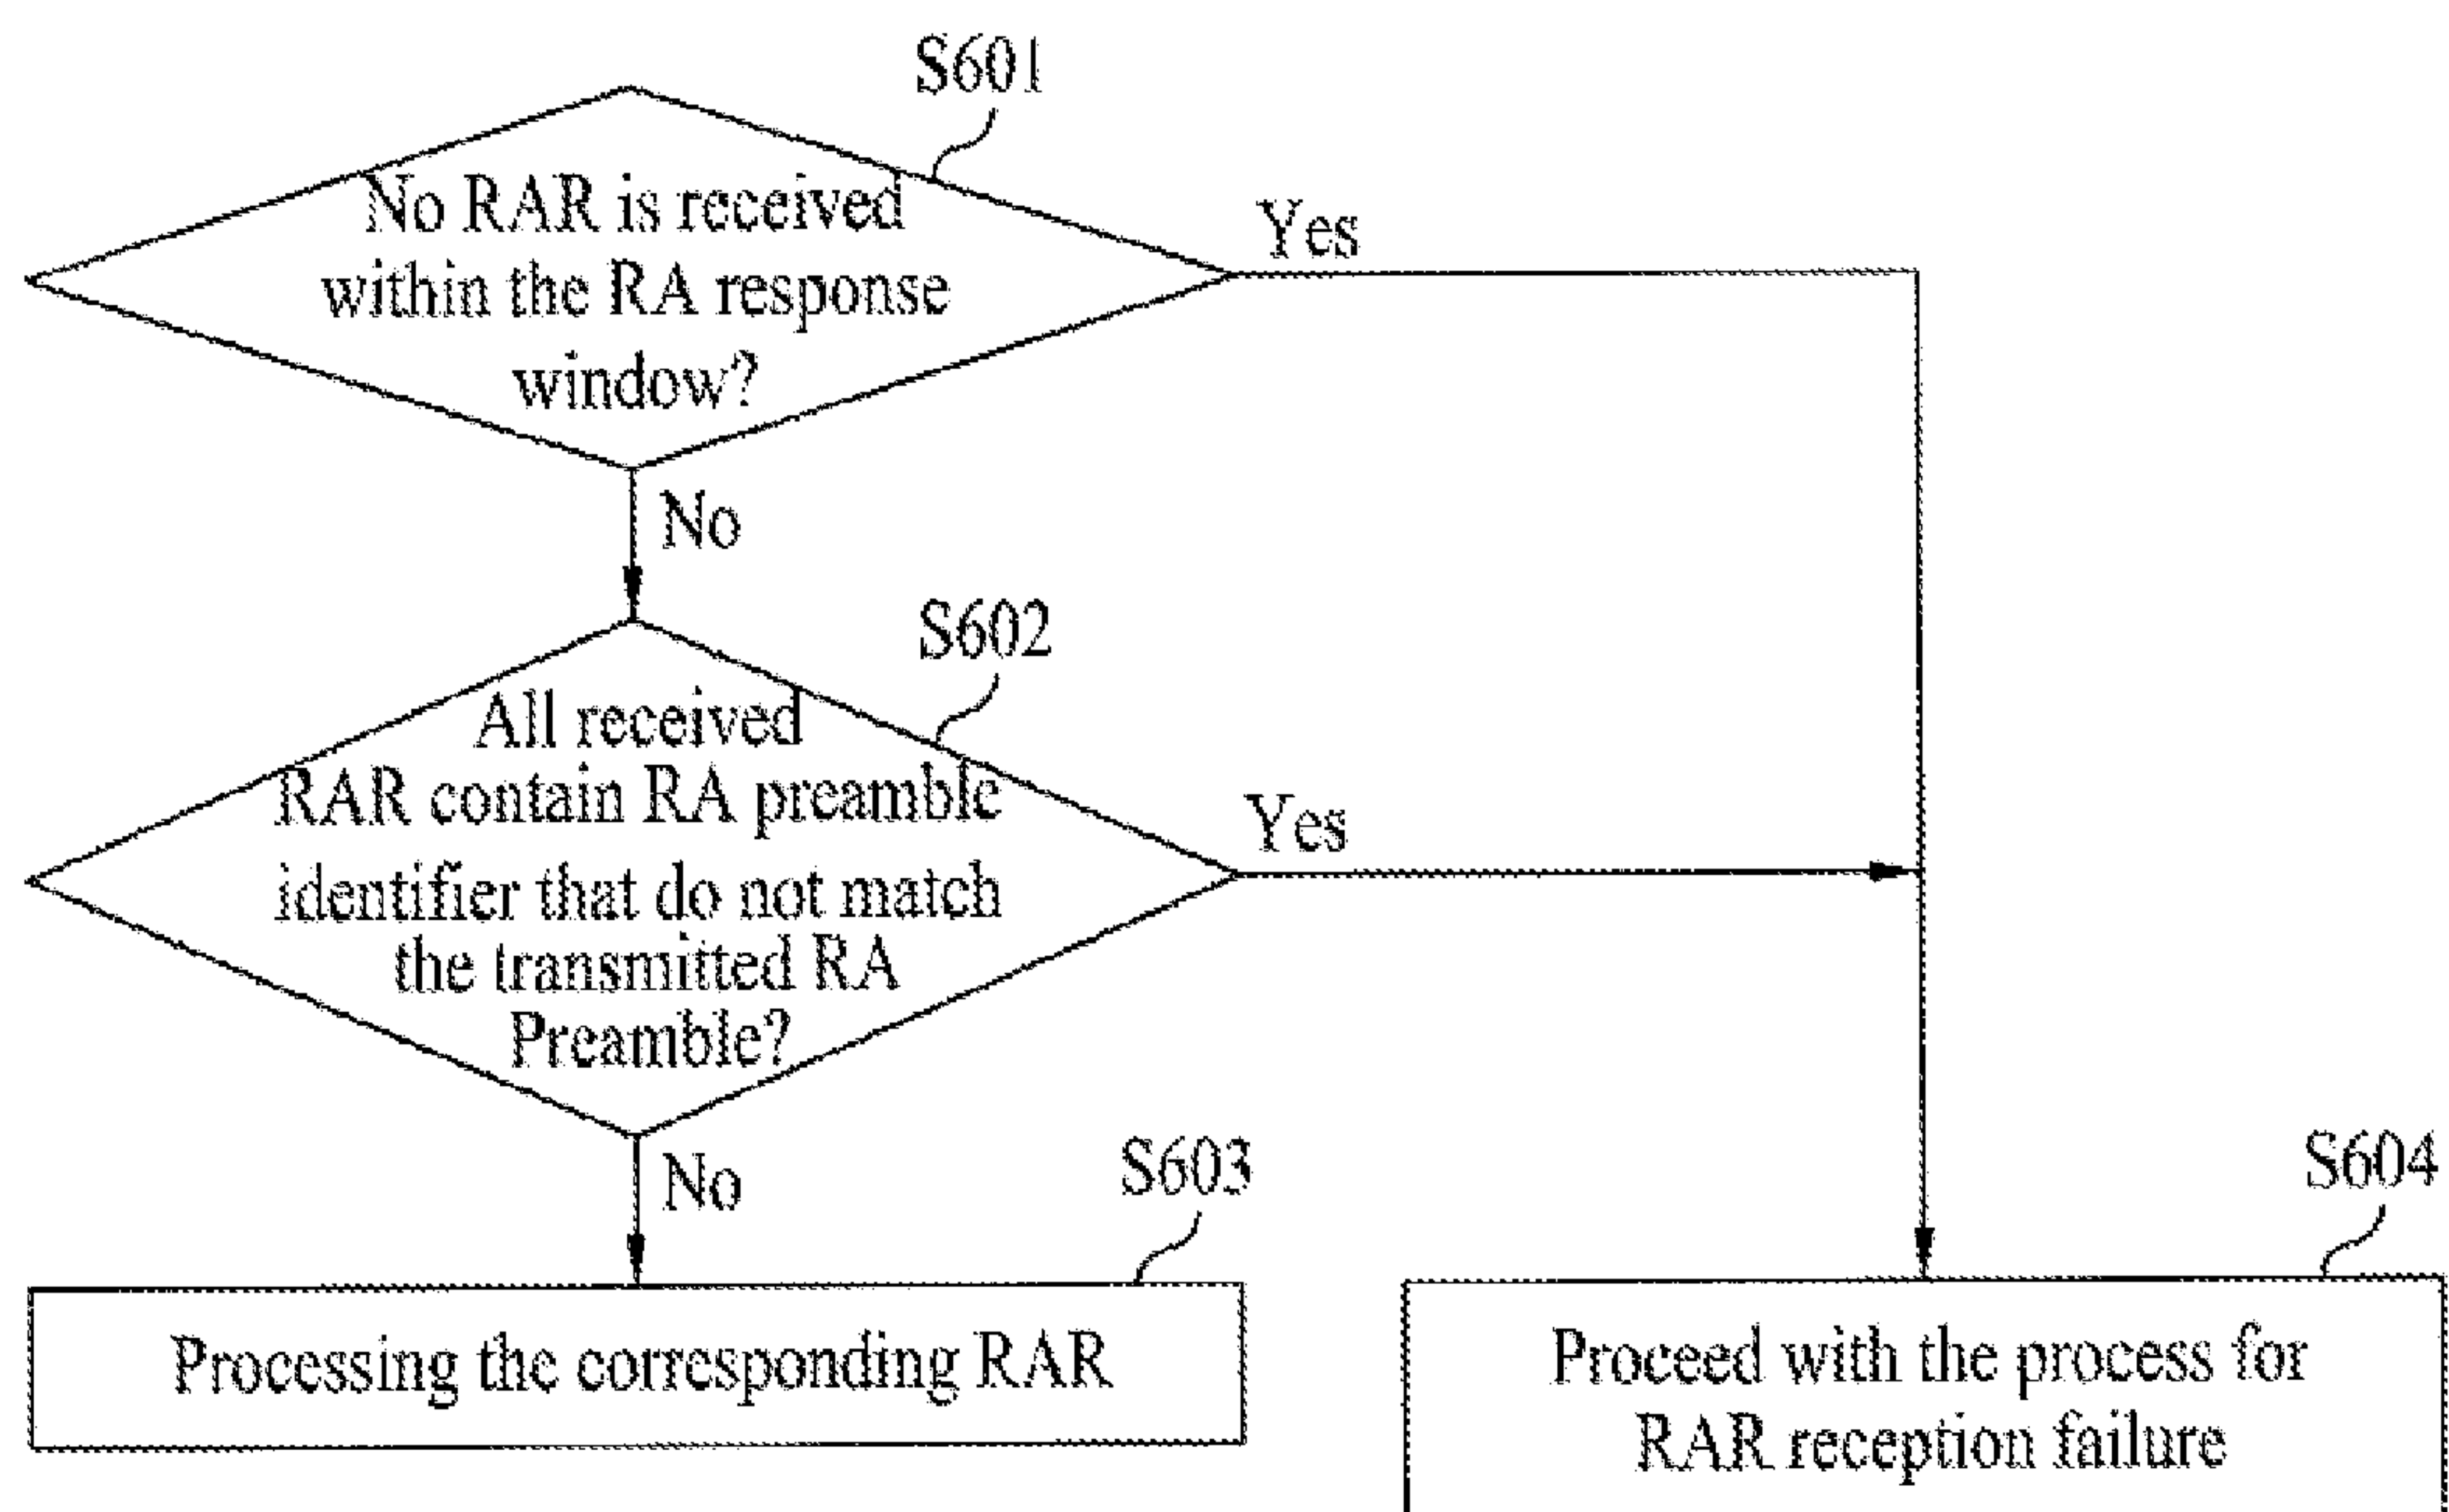 S601
No RAR is received
within the RA response
window?
Yes
No
S602
All received
RAR contain RA preamble
identifier that do not match
the transmitted RA
Preamble?
Yes
No
S603
Processing the corresponding RAR
S604
Proceed with the process for
RAR reception failure